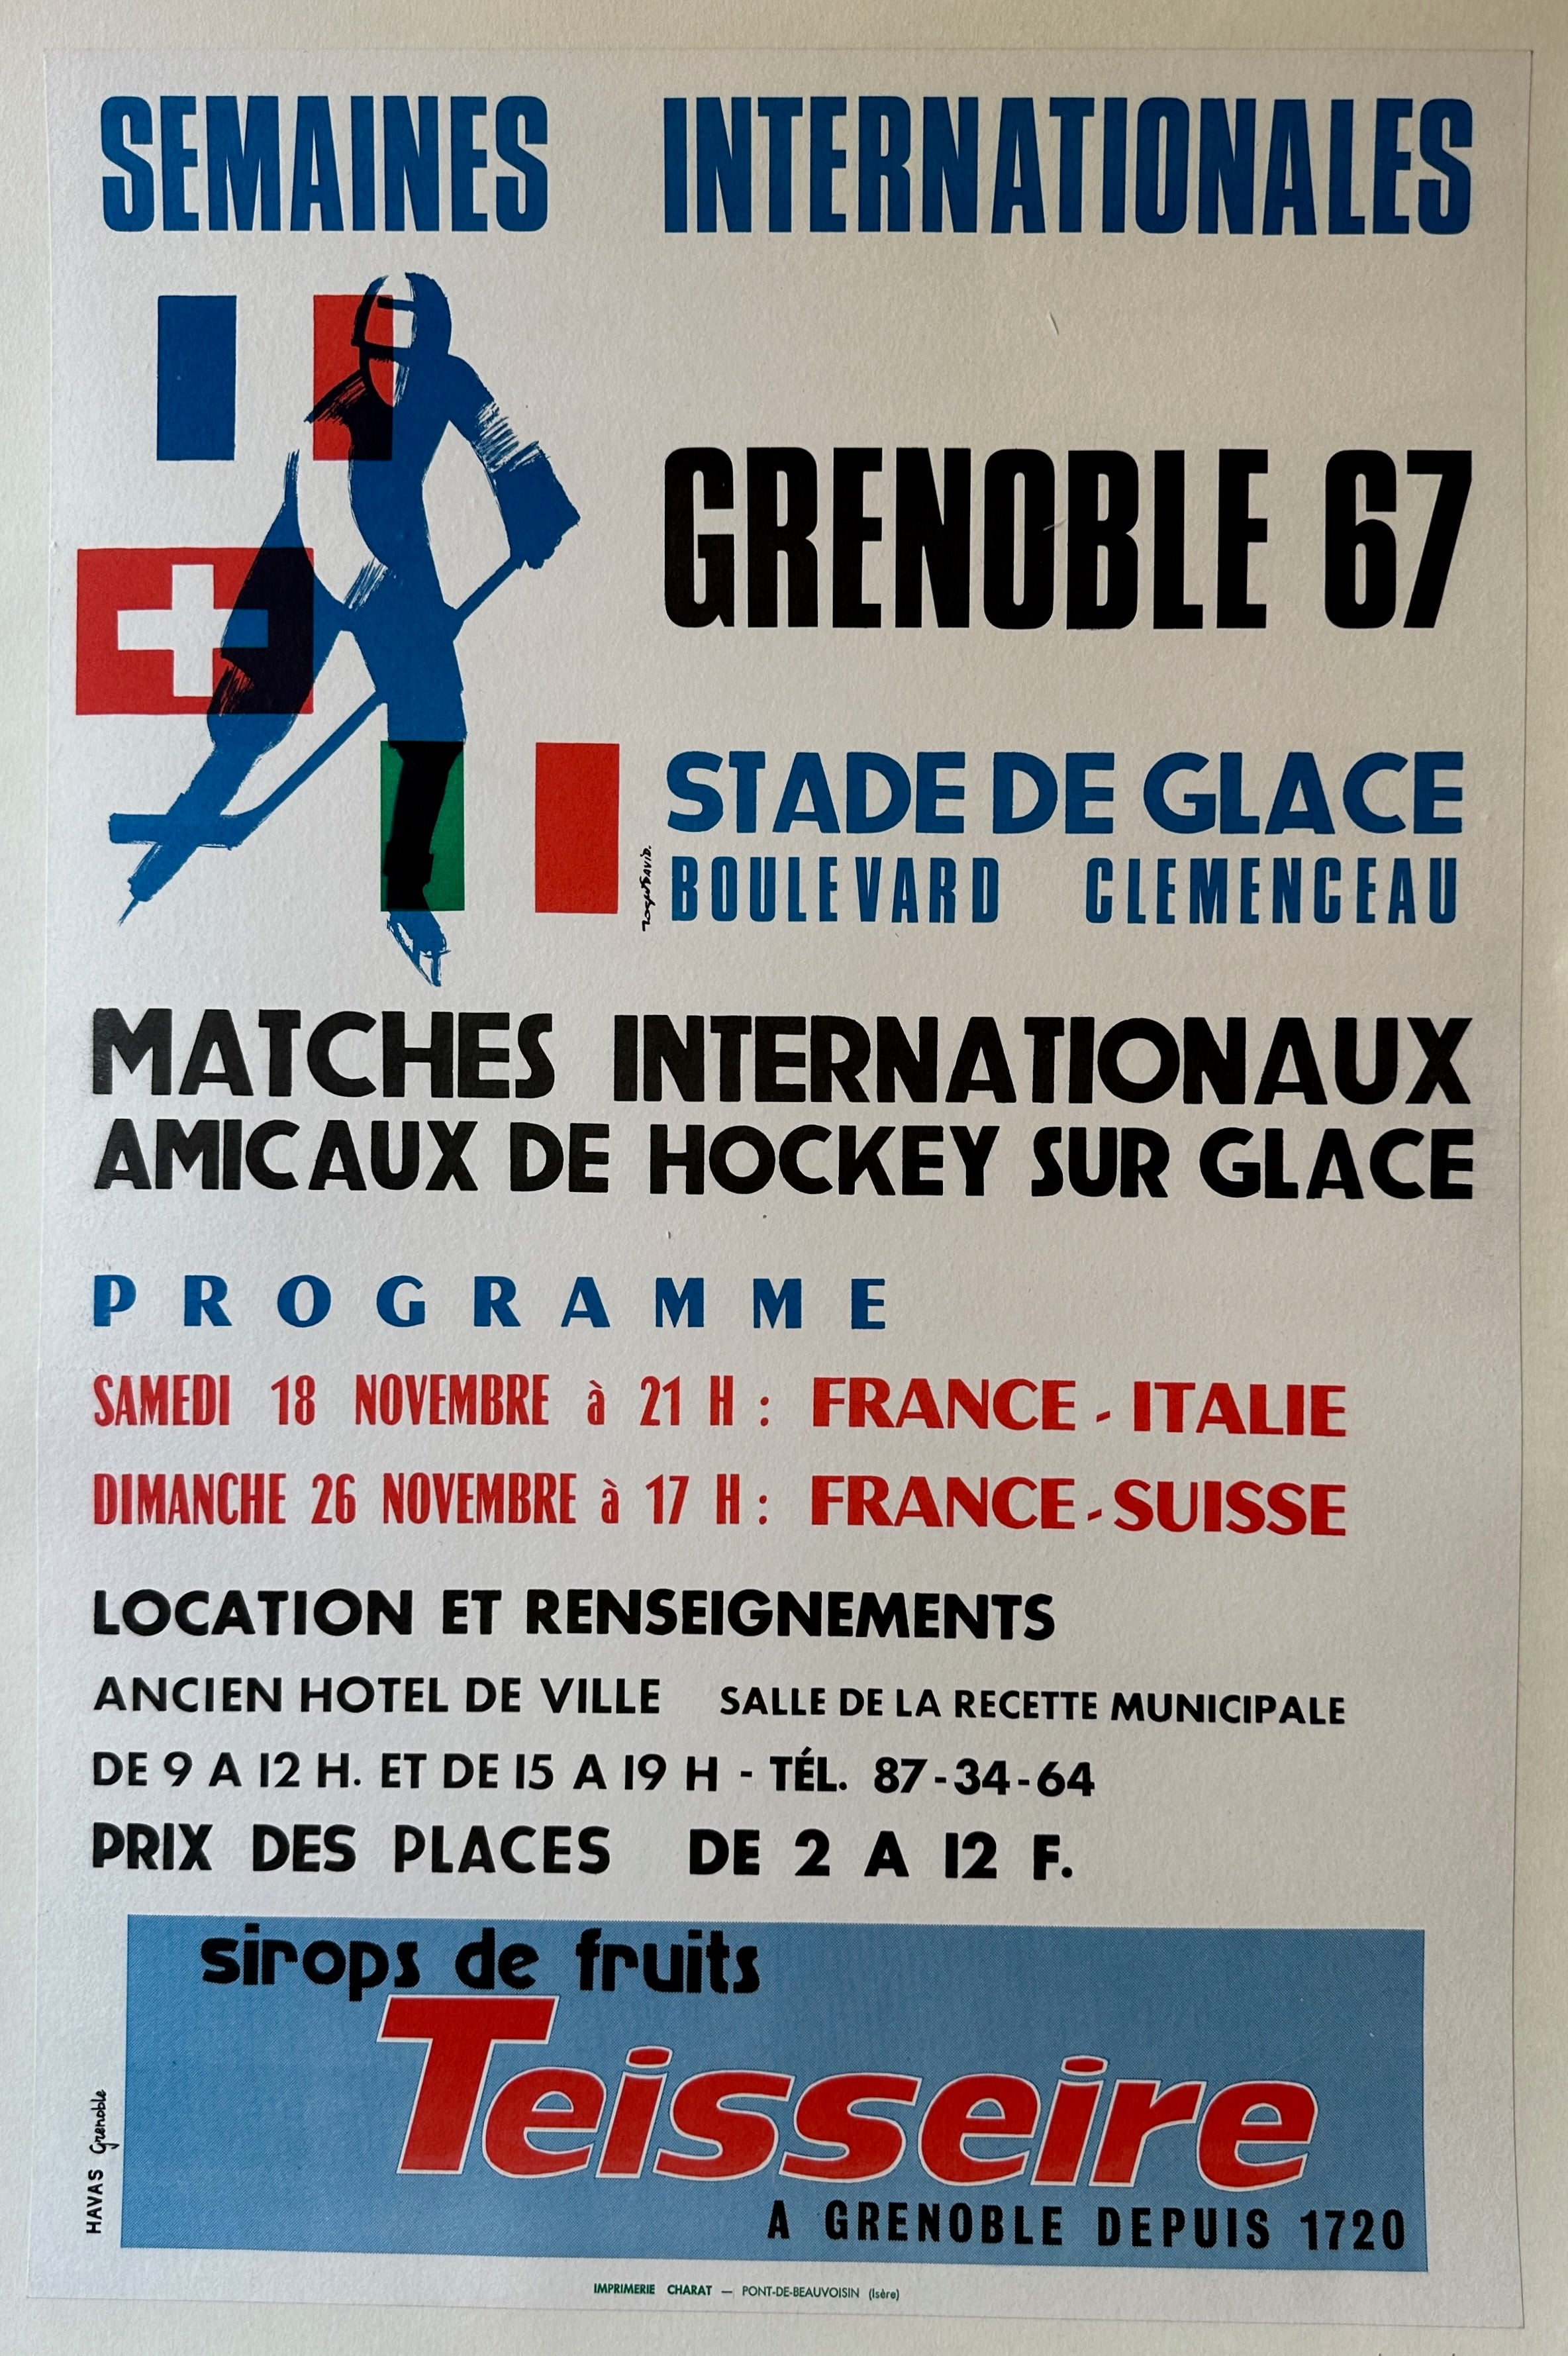 SEMAINES INTERNATIONALES
GRENOBLE 67
STADE DE GLACE
BOULEVARD CLEMENCEAU
MATCHES INTERNATIONAUX
AMICAUX DE HOCKEY SUR GLACE
PROGRAMME
SAMEDI 18 NOVEMBRE à 21 H : FRANCE - ITALIE
DIMANCHE 26 NOVEMBRE à 17 H : FRANCE - SUISSE
LOCATION ET RENSEIGNEMENTS
ANCIEN HOTEL DE VILLE SALLE DE LA RECETTE MUNICIPALE
DE 9 A 12 H. ET DE 15 A 19 H - TÉL. 87-34-64
PRIX DES PLACES DE 2 A 12 F.
sirops de fruits
Teisseire
A GRENOBLE DEPUIS 1720
HAVAS Grenoble
IMPRIMERIE CHARAT — PONT-DE-BEAUVOISIN (Isère)